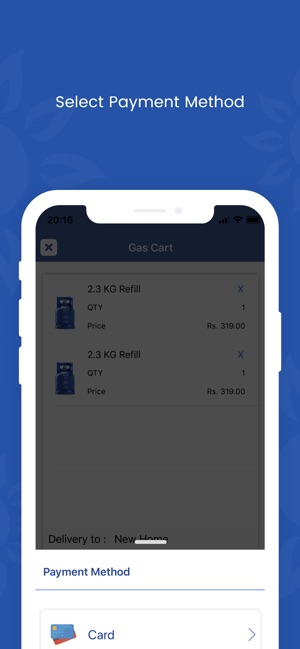 Select Payment Method
20:16
Gas Cart
2.3 KG Refill X
QTY 1
Price Rs. 319.00
2.3 KG Refill X
QTY 1
Price Rs. 319.00
Delivery to : New Home
Payment Method
Card